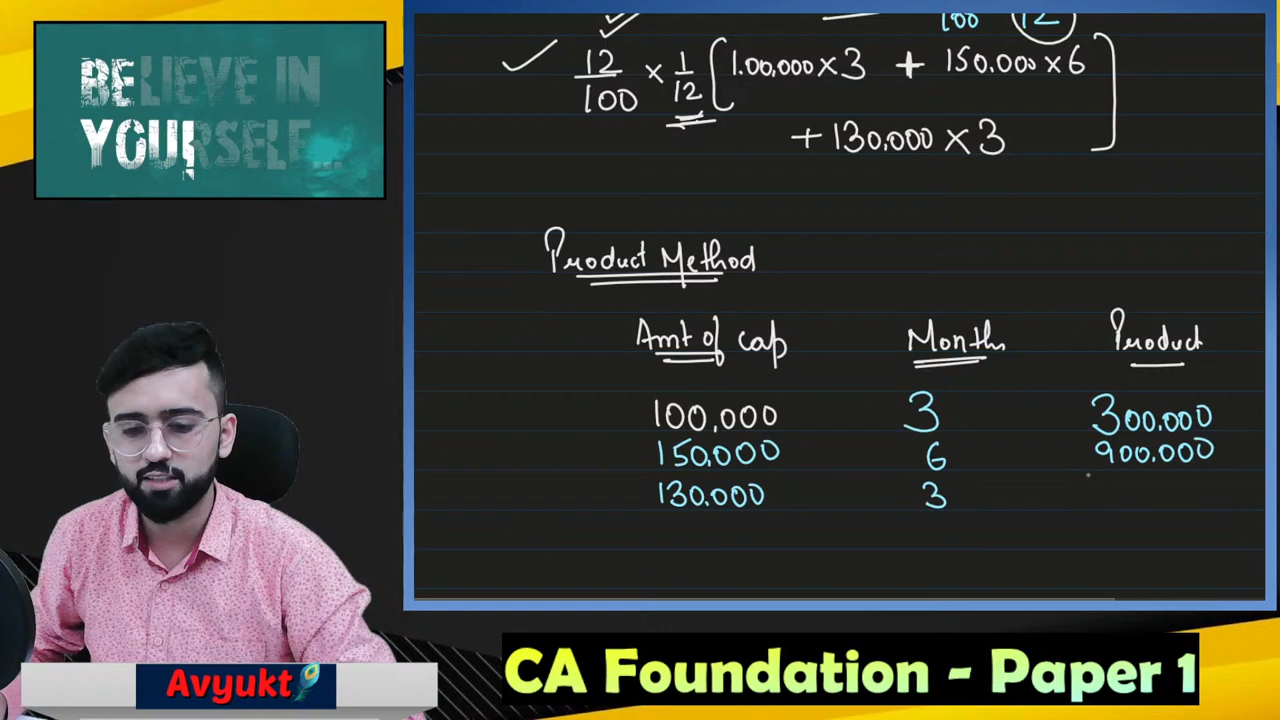 BELIEVE IN
YOURSELF...
100 12
12/100 × 1/12 [1.00,000 × 3 + 150.000 × 6
+ 130,000 × 3]
Product Method
Amt of cap Months Product
100,000 3 300.000
150,000 6 900.000
130.000 3
Avyukt
CA Foundation - Paper 1